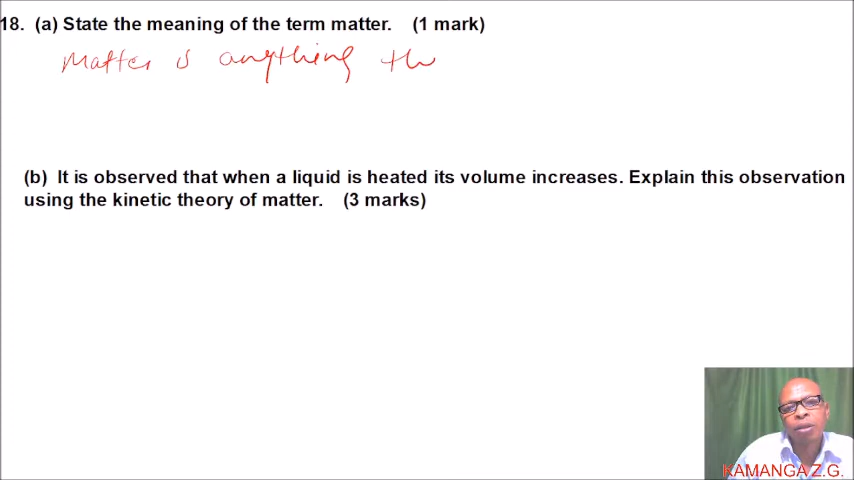 18. (a) State the meaning of the term matter. (1 mark)
Matter is anything th
(b) It is observed that when a liquid is heated its volume increases. Explain this observation
using the kinetic theory of matter. (3 marks)
KAMANGA Z.G.